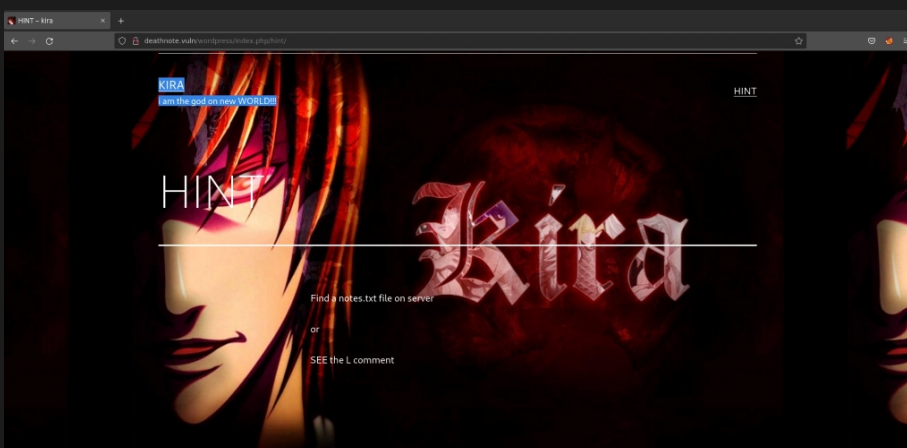 HINT – kira
deathnote.vuln/wordpress/index.php/hint/
KIRA
i am the god on new WORLD!!!
HINT
HINT
Kira
Find a notes.txt file on server
or
SEE the L comment